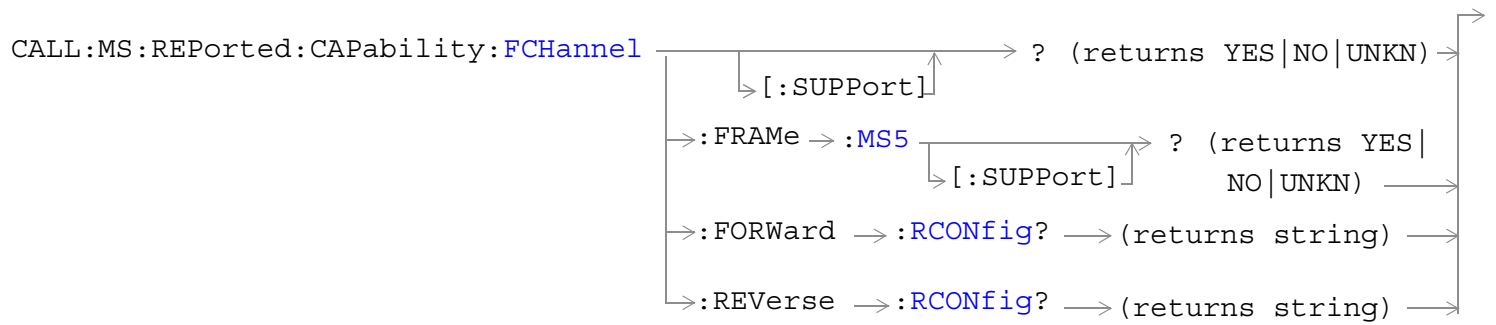 CALL:MS:REPorted:CAPability:FCHannel ? (returns YES|NO|UNKN)
[:SUPPort]
:FRAMe :MS5 ? (returns YES|
[:SUPPort] NO|UNKN)
:FORWard :RCONfig? (returns string)
:REVerse :RCONfig? (returns string)